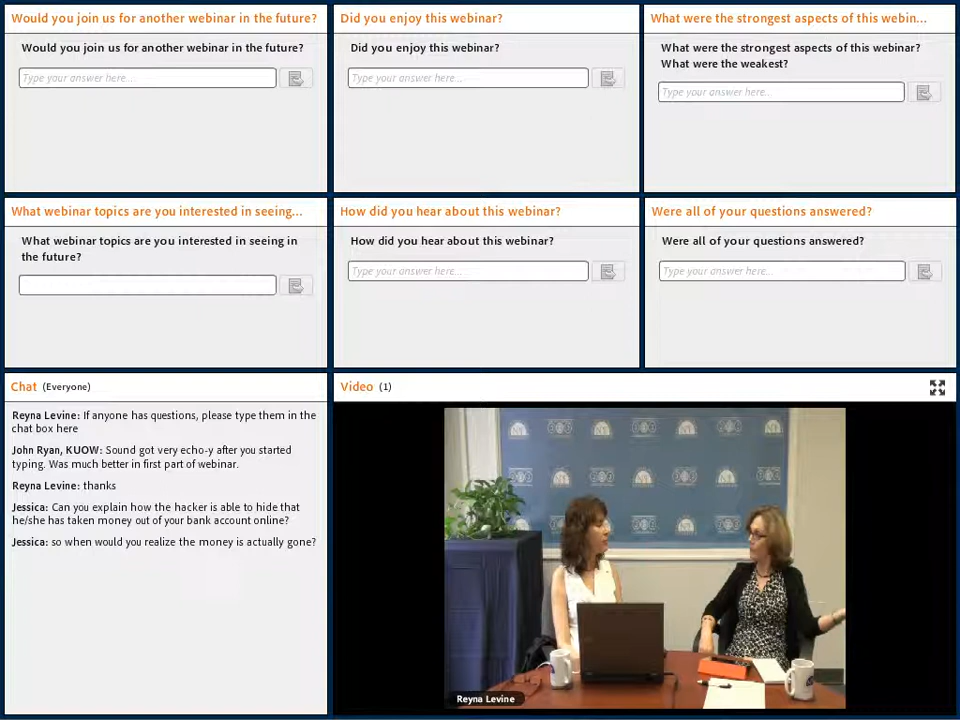 Would you join us for another webinar in the future?
Would you join us for another webinar in the future?
Type your answer here...
Did you enjoy this webinar?
Did you enjoy this webinar?
Type your answer here...
What were the strongest aspects of this webin...
What were the strongest aspects of this webinar?
What were the weakest?
Type your answer here...
What webinar topics are you interested in seeing...
What webinar topics are you interested in seeing in
the future?
How did you hear about this webinar?
How did you hear about this webinar?
Type your answer here...
Were all of your questions answered?
Were all of your questions answered?
Type your answer here...
Chat (Everyone)
Reyna Levine: If anyone has questions, please type them in the
chat box here
John Ryan, KUOW: Sound got very echo-y after you started
typing. Was much better in first part of webinar.
Reyna Levine: thanks
Jessica: Can you explain how the hacker is able to hide that
he/she has taken money out of your bank account online?
Jessica: so when would you realize the money is actually gone?
Video (1)
Reyna Levine